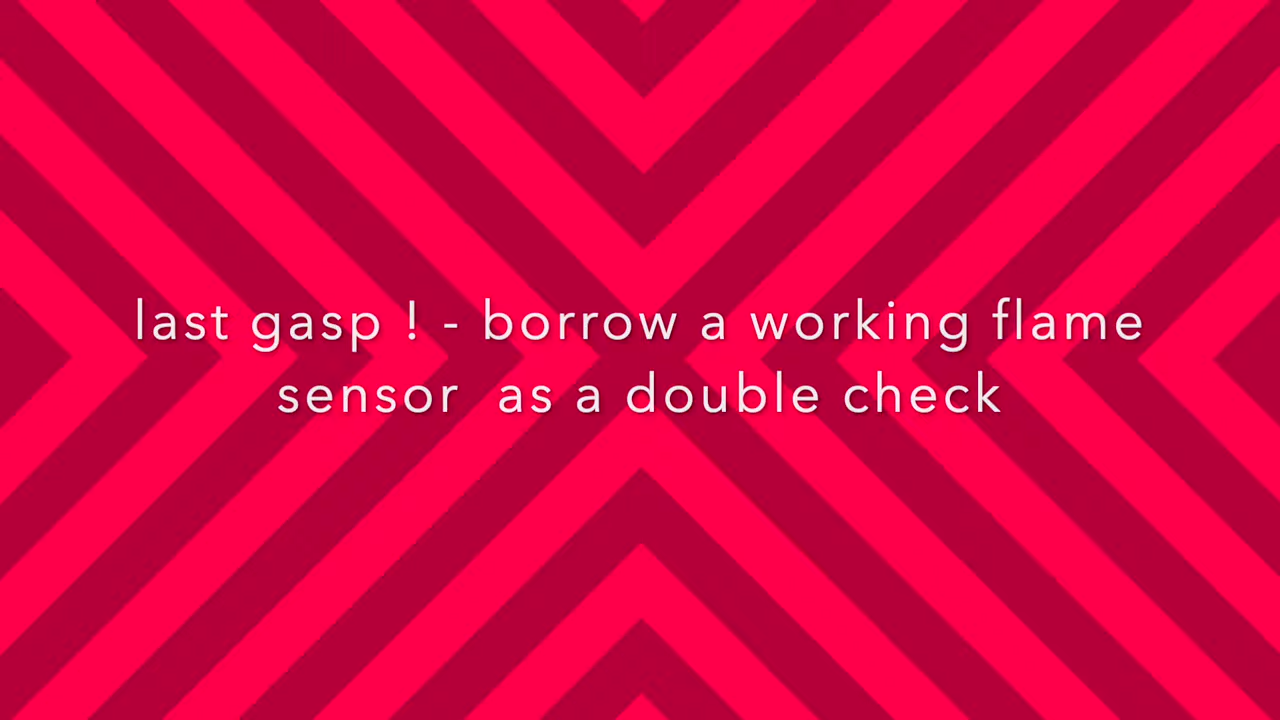 last gasp ! - borrow a working flame
sensor  as a double check